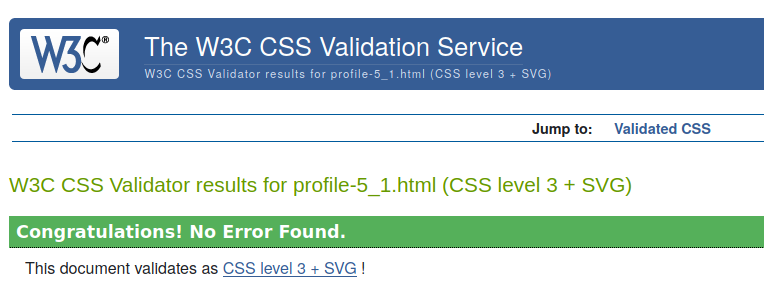 W3C®
The W3C CSS Validation Service
W3C CSS Validator results for profile-5_1.html (CSS level 3 + SVG)
Jump to: Validated CSS
W3C CSS Validator results for profile-5_1.html (CSS level 3 + SVG)
Congratulations! No Error Found.
This document validates as CSS level 3 + SVG !